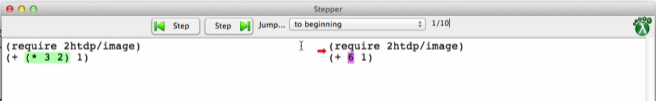 Stepper
Step Step Jump... to beginning 1/10
(require 2htdp/image)
(+ (* 3 2) 1)
(require 2htdp/image)
(+ 6 1)